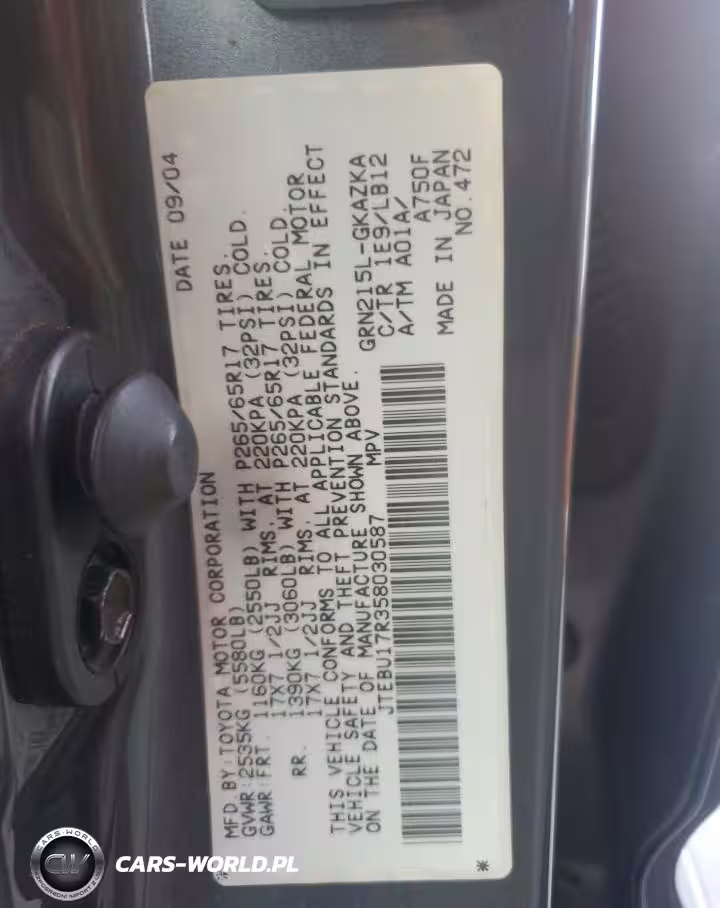 MFD. BY: TOYOTA MOTOR CORPORATION
DATE 09/04
GVWR: 2535KG (5580LB)
GAWR: FRT. 1160KG (2550LB) WITH P265/65R17 TIRES,
17X7 1/2JJ RIMS, AT 220KPA (32PSI) COLD.
RR. 1390KG (3060LB) WITH P265/65R17 TIRES,
17X7 1/2JJ RIMS, AT 220KPA (32PSI) COLD.
THIS VEHICLE CONFORMS TO ALL APPLICABLE FEDERAL MOTOR
VEHICLE SAFETY AND THEFT PREVENTION STANDARDS IN EFFECT
ON THE DATE OF MANUFACTURE SHOWN ABOVE.
JTEBU17R358030587 MPV
GRN215L-GKAZKA
C/TR 1E9/LB12
A/TM A01A/
A750F
MADE IN JAPAN
NO.472
* *
CARS-WORLD
CW
CARS-WORLD.PL